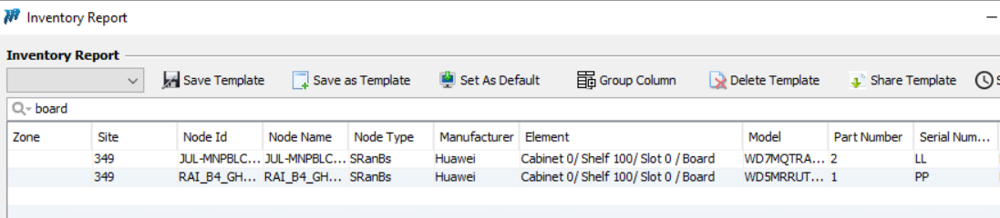 Inventory Report
Inventory Report
Save Template Save as Template Set As Default Group Column Delete Template Share Template
board
Zone Site Node Id Node Name Node Type Manufacturer Element Model Part Number Serial Num...
349 JUL-MNPBLC... JUL-MNPBLC... SRanBs Huawei Cabinet 0/ Shelf 100/ Slot 0 / Board WD7MQTRA... 2 LL
349 RAI_B4_GH... RAI_B4_GH... SRanBs Huawei Cabinet 0/ Shelf 100/ Slot 0 / Board WD5MRRUT... 1 PP